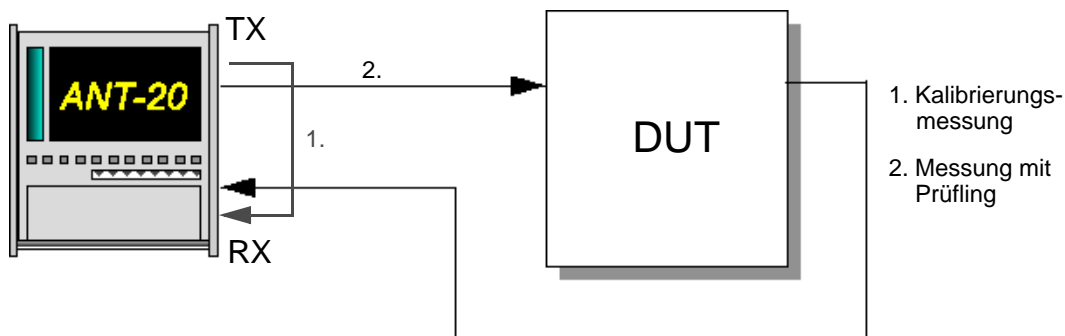 TX
ANT-20
2.
1.
RX
DUT
1. Kalibrierungs-
messung
2. Messung mit
Prüfling